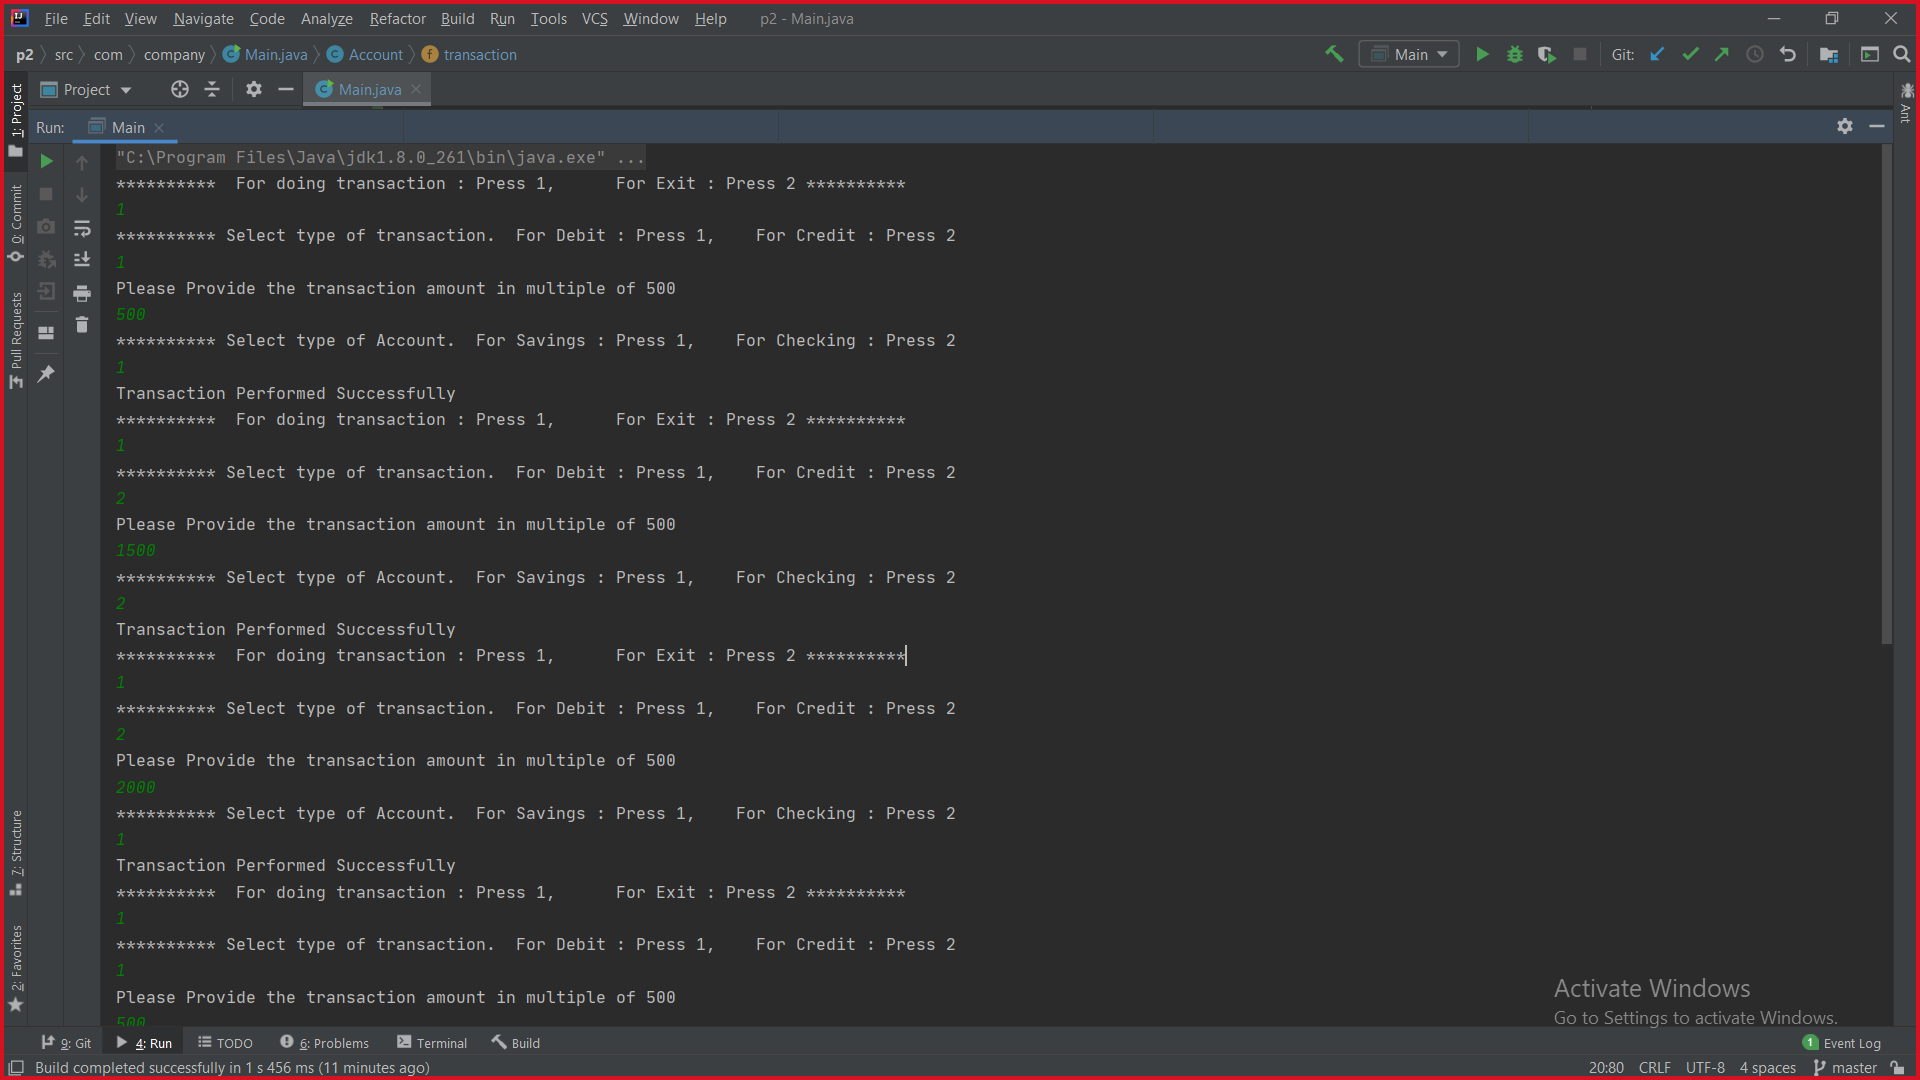 File Edit View Navigate Code Analyze Refactor Build Run Tools VCS Window Help p2 - Main.java
p2 src com company Main.java Account transaction Main Git:
Project Main.java
Run: Main
"C:\Program Files\Java\jdk1.8.0_261\bin\java.exe" ...
**********  For doing transaction : Press 1,      For Exit : Press 2 **********
1
********** Select type of transaction.  For Debit : Press 1,    For Credit : Press 2
1
Please Provide the transaction amount in multiple of 500
500
********** Select type of Account.  For Savings : Press 1,    For Checking : Press 2
1
Transaction Performed Successfully
**********  For doing transaction : Press 1,      For Exit : Press 2 **********
1
********** Select type of transaction.  For Debit : Press 1,    For Credit : Press 2
2
Please Provide the transaction amount in multiple of 500
1500
********** Select type of Account.  For Savings : Press 1,    For Checking : Press 2
2
Transaction Performed Successfully
**********  For doing transaction : Press 1,      For Exit : Press 2 **********
1
********** Select type of transaction.  For Debit : Press 1,    For Credit : Press 2
2
Please Provide the transaction amount in multiple of 500
2000
********** Select type of Account.  For Savings : Press 1,    For Checking : Press 2
1
Transaction Performed Successfully
**********  For doing transaction : Press 1,      For Exit : Press 2 **********
1
********** Select type of transaction.  For Debit : Press 1,    For Credit : Press 2
1
Please Provide the transaction amount in multiple of 500
500
1: Project
0: Commit
Pull Requests
7: Structure
2: Favorites
Ant
Activate Windows
Go to Settings to activate Windows.
9: Git 4: Run TODO 6: Problems Terminal Build 1 Event Log
Build completed successfully in 1 s 456 ms (11 minutes ago) 20:80 CRLF UTF-8 4 spaces master